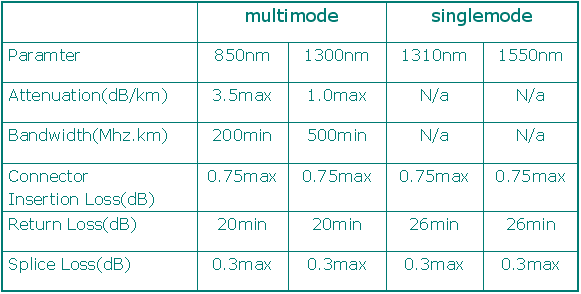 multimode singlemode
Paramter 850nm 1300nm 1310nm 1550nm
Attenuation(dB/km) 3.5max 1.0max N/a N/a
Bandwidth(Mhz.km) 200min 500min N/a N/a
Connector 0.75max 0.75max 0.75max 0.75max
Insertion Loss(dB)
Return Loss(dB) 20min 20min 26min 26min
Splice Loss(dB) 0.3max 0.3max 0.3max 0.3max